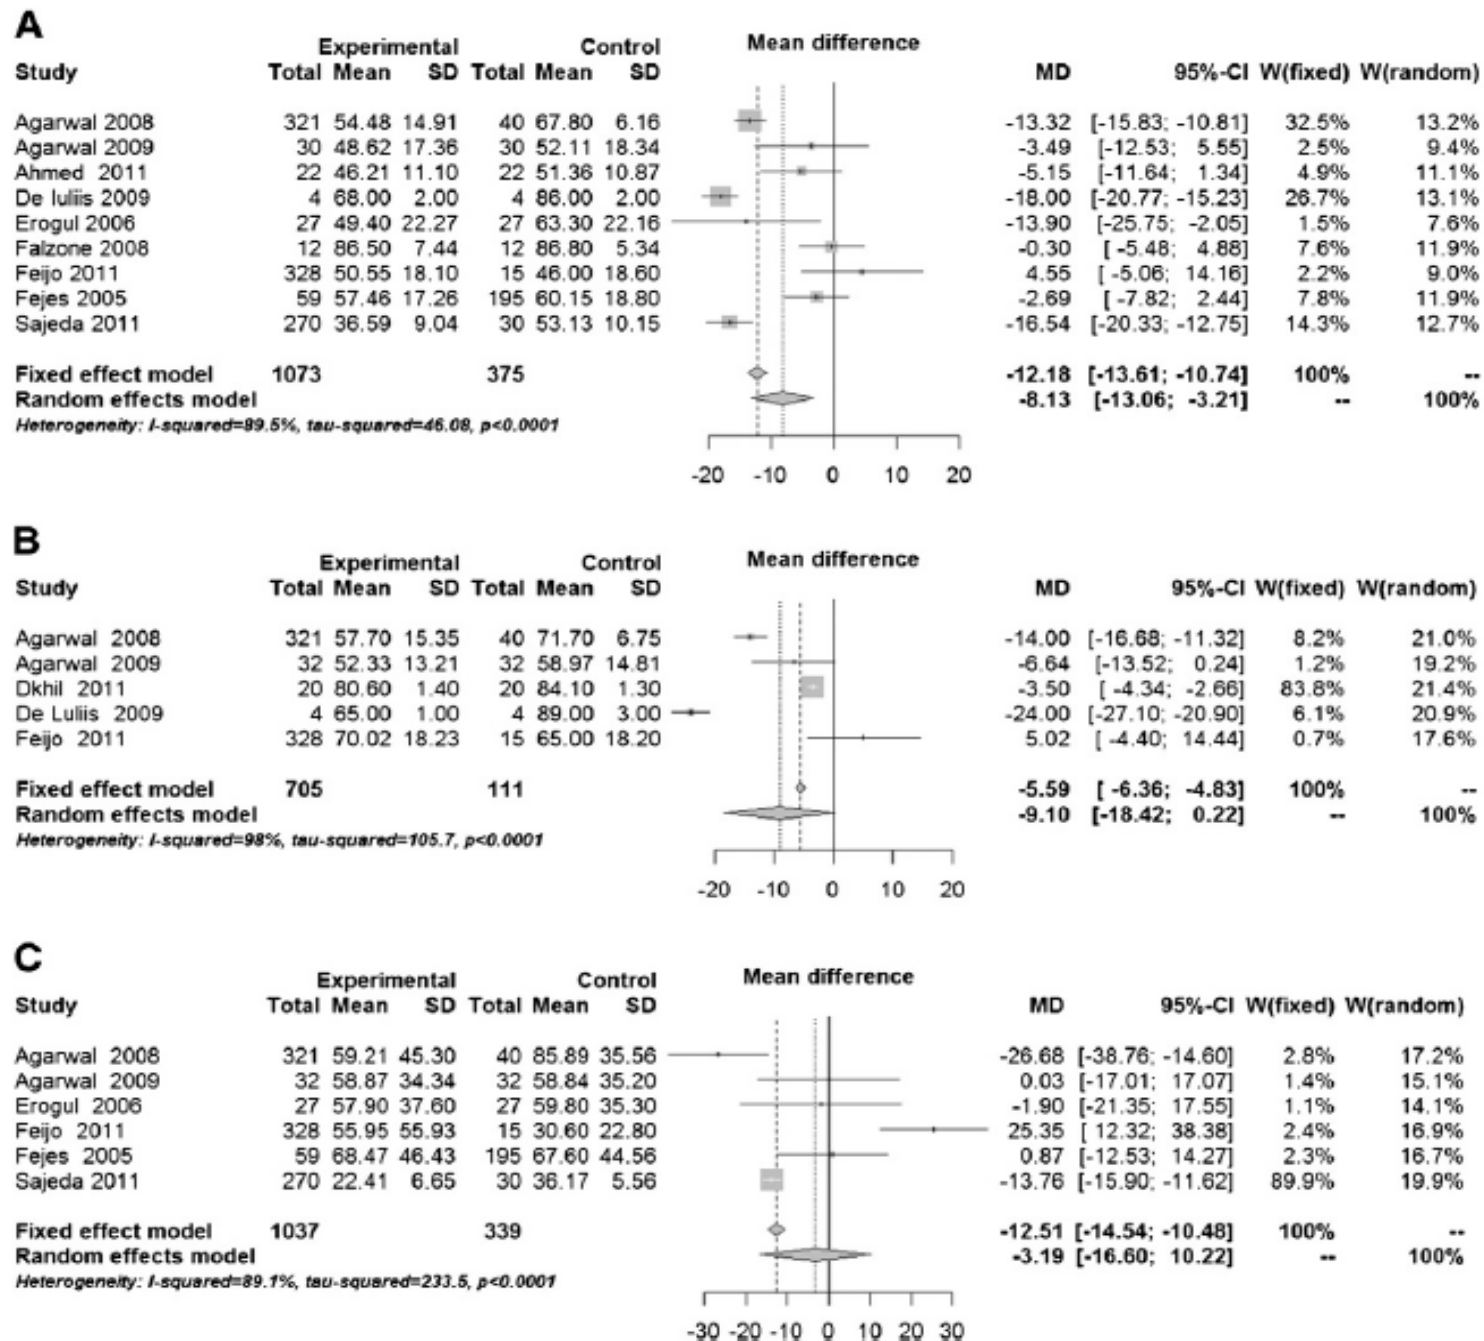 A
Experimental Control Mean difference
Study Total Mean SD Total Mean SD MD 95%-CI W(fixed) W(random)
Agarwal 2008 321 54.48 14.91 40 67.80 6.16 -13.32 [-15.83; -10.81] 32.5% 13.2%
Agarwal 2009 30 48.62 17.36 30 52.11 18.34 -3.49 [-12.53; 5.55] 2.5% 9.4%
Ahmed 2011 22 46.21 11.10 22 51.36 10.87 -5.15 [-11.64; 1.34] 4.9% 11.1%
De Iuliis 2009 4 68.00 2.00 4 86.00 2.00 -18.00 [-20.77; -15.23] 26.7% 13.1%
Erogul 2006 27 49.40 22.27 27 63.30 22.16 -13.90 [-25.75; -2.05] 1.5% 7.6%
Falzone 2008 12 86.50 7.44 12 86.80 5.34 -0.30 [ -5.48; 4.88] 7.6% 11.9%
Feijo 2011 328 50.55 18.10 15 46.00 18.60 4.55 [ -5.06; 14.16] 2.2% 9.0%
Fejes 2005 59 57.46 17.26 195 60.15 18.80 -2.69 [ -7.82; 2.44] 7.8% 11.9%
Sajeda 2011 270 36.59 9.04 30 53.13 10.15 -16.54 [-20.33; -12.75] 14.3% 12.7%
Fixed effect model 1073 375 -12.18 [-13.61; -10.74] 100% --
Random effects model -8.13 [-13.06; -3.21] -- 100%
Heterogeneity: I-squared=89.5%, tau-squared=46.08, p<0.0001
-20 -10 0 10 20
B
Experimental Control Mean difference
Study Total Mean SD Total Mean SD MD 95%-CI W(fixed) W(random)
Agarwal 2008 321 57.70 15.35 40 71.70 6.75 -14.00 [-16.68; -11.32] 8.2% 21.0%
Agarwal 2009 32 52.33 13.21 32 58.97 14.81 -6.64 [-13.52; 0.24] 1.2% 19.2%
Dkhil 2011 20 80.60 1.40 20 84.10 1.30 -3.50 [ -4.34; -2.66] 83.8% 21.4%
De Luliis 2009 4 65.00 1.00 4 89.00 3.00 -24.00 [-27.10; -20.90] 6.1% 20.9%
Feijo 2011 328 70.02 18.23 15 65.00 18.20 5.02 [ -4.40; 14.44] 0.7% 17.6%
Fixed effect model 705 111 -5.59 [ -6.36; -4.83] 100% --
Random effects model -9.10 [-18.42; 0.22] -- 100%
Heterogeneity: I-squared=98%, tau-squared=105.7, p<0.0001
-20 -10 0 10 20
C
Experimental Control Mean difference
Study Total Mean SD Total Mean SD MD 95%-CI W(fixed) W(random)
Agarwal 2008 321 59.21 45.30 40 85.89 35.56 -26.68 [-38.76; -14.60] 2.8% 17.2%
Agarwal 2009 32 58.87 34.34 32 58.84 35.20 0.03 [-17.01; 17.07] 1.4% 15.1%
Erogul 2006 27 57.90 37.60 27 59.80 35.30 -1.90 [-21.35; 17.55] 1.1% 14.1%
Feijo 2011 328 55.95 55.93 15 30.60 22.80 25.35 [ 12.32; 38.38] 2.4% 16.9%
Fejes 2005 59 68.47 46.43 195 67.60 44.56 0.87 [-12.53; 14.27] 2.3% 16.7%
Sajeda 2011 270 22.41 6.65 30 36.17 5.56 -13.76 [-15.90; -11.62] 89.9% 19.9%
Fixed effect model 1037 339 -12.51 [-14.54; -10.48] 100% --
Random effects model -3.19 [-16.60; 10.22] -- 100%
Heterogeneity: I-squared=89.1%, tau-squared=233.5, p<0.0001
-30 -20 -10 0 10 20 30